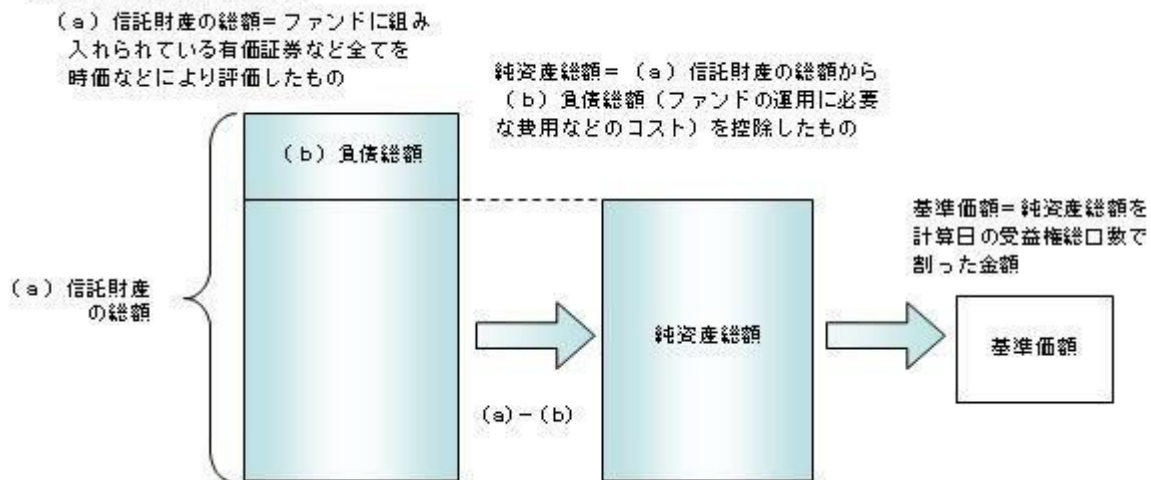 （a）信託財産の総額＝ファンドに組み
入れられている有価証券など全てを
時価などにより評価したもの
純資産総額＝（a）信託財産の総額から
（b）負債総額（ファンドの運用に必要
な費用などのコスト）を控除したもの
（b）負債総額
基準価額＝純資産総額を
計算日の受益権総口数で
割った金額
（a）信託財産
の総額
純資産総額
基準価額
（a）－（b）